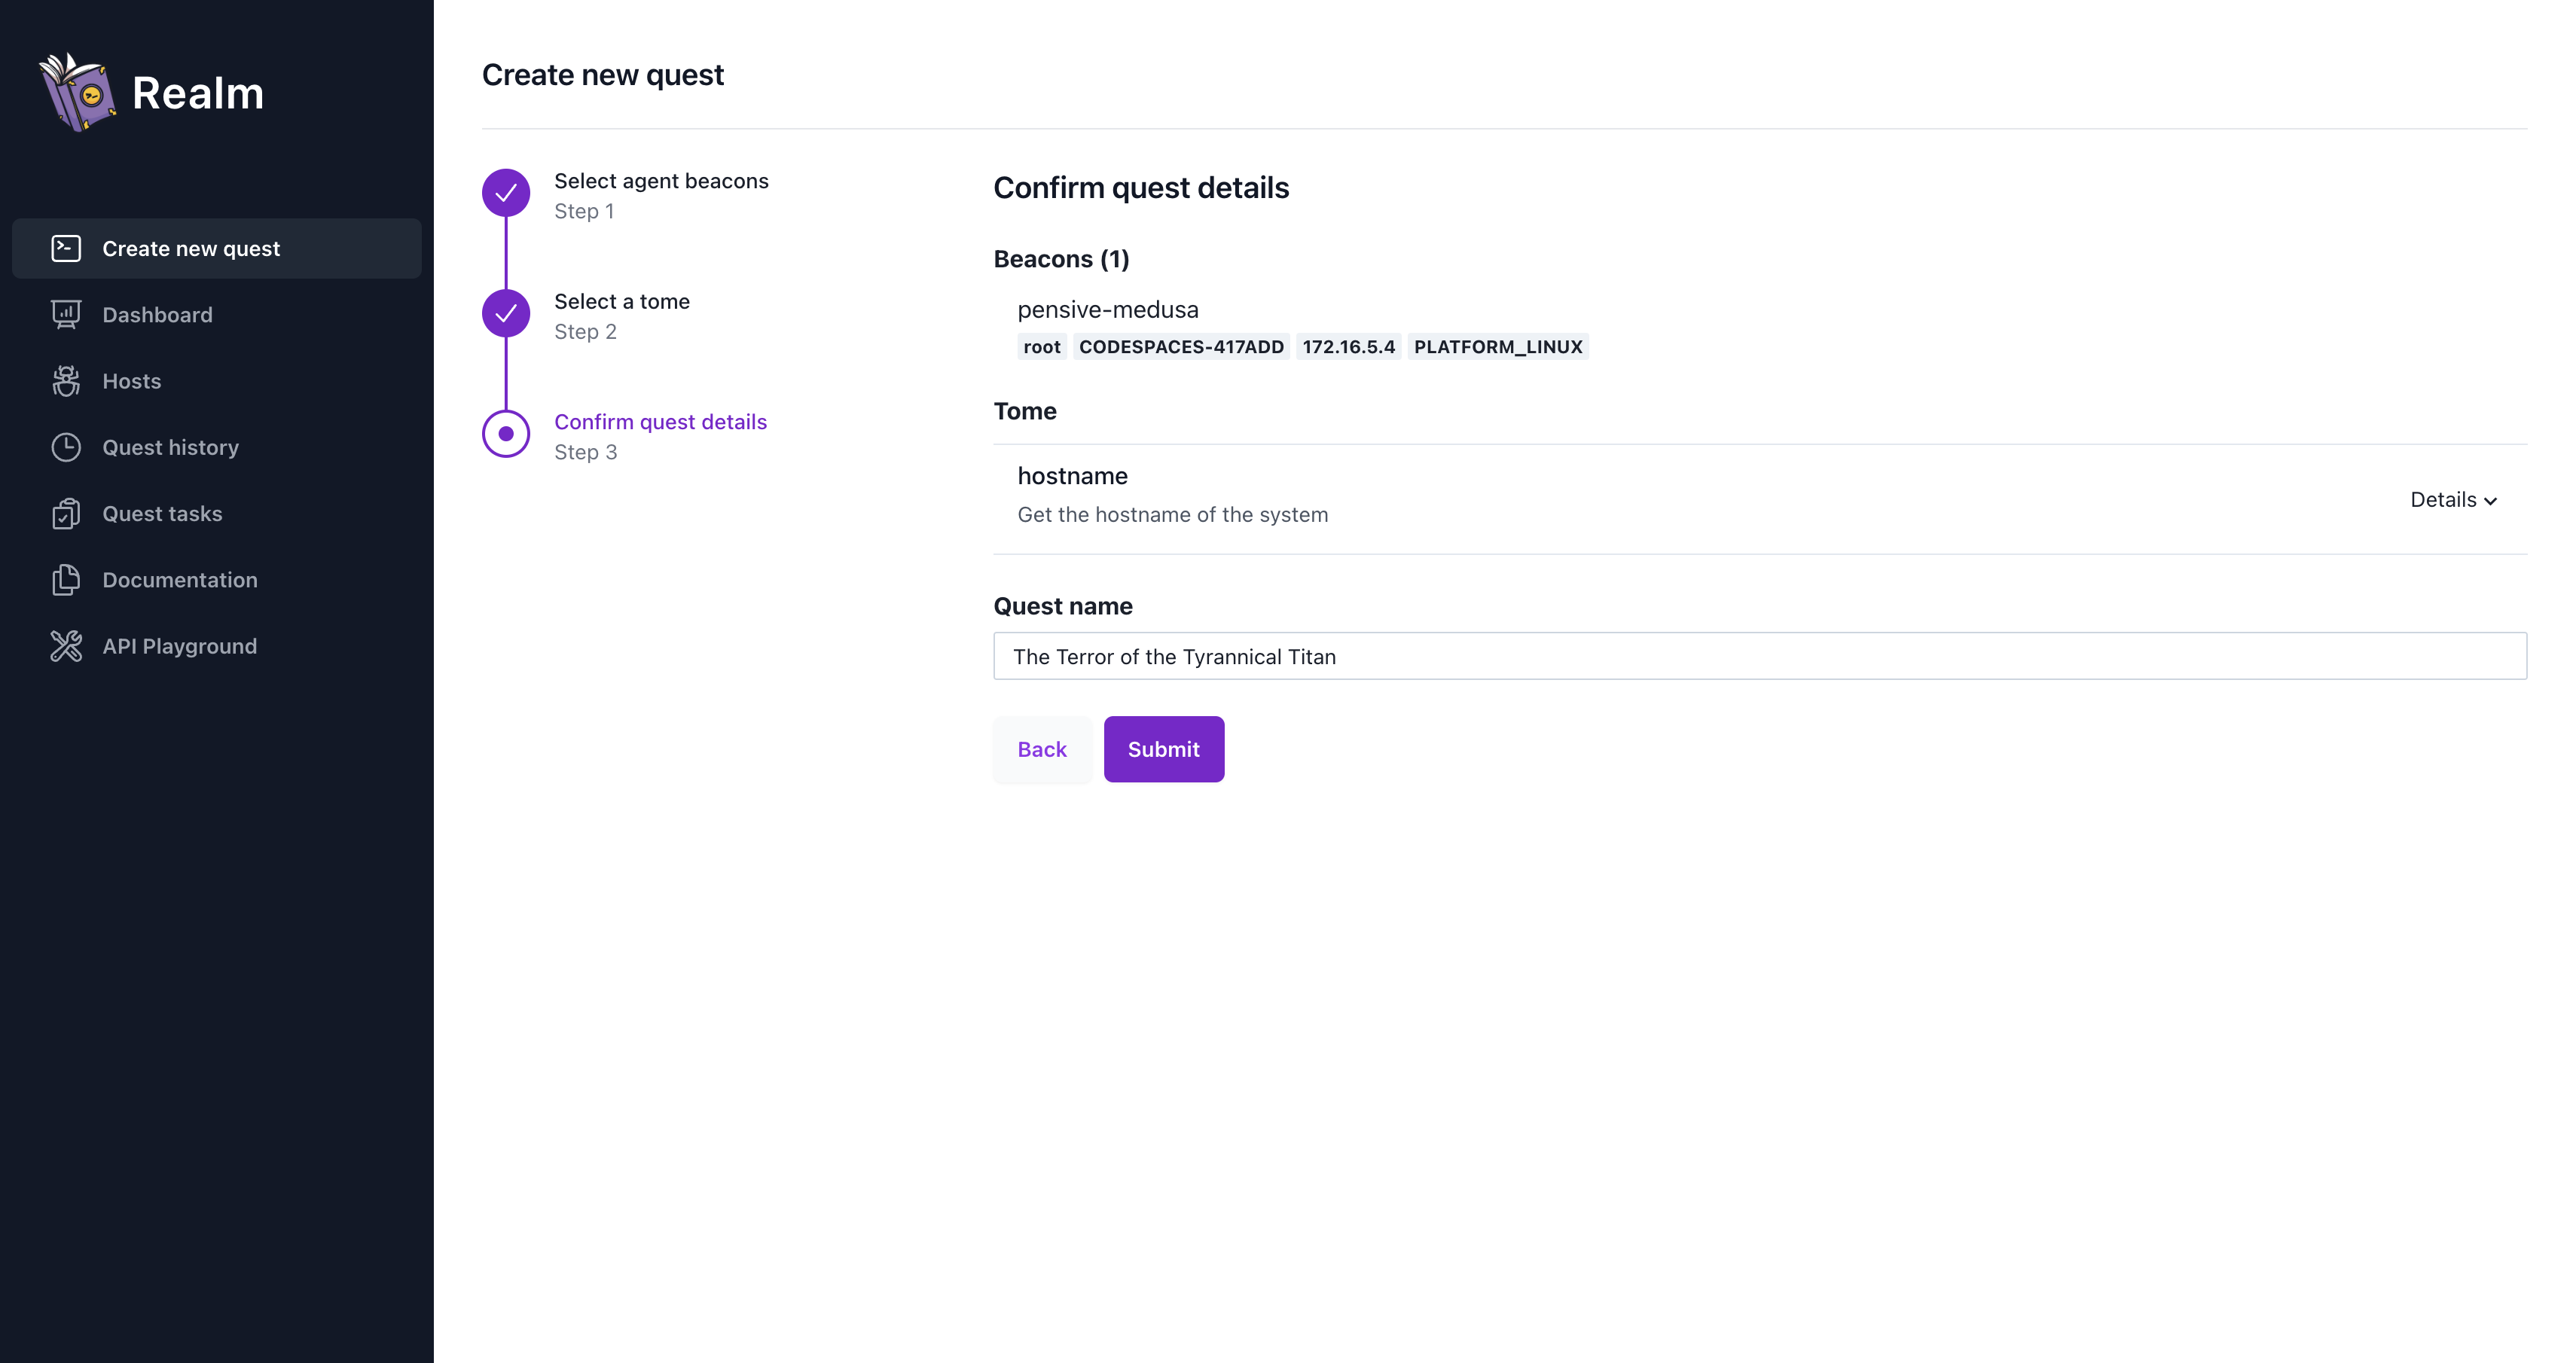 Realm
Create new quest
Dashboard
Hosts
Quest history
Quest tasks
Documentation
API Playground
Create new quest
Select agent beacons
Step 1
Select a tome
Step 2
Confirm quest details
Step 3
Confirm quest details
Beacons (1)
pensive-medusa
root CODESPACES-417ADD 172.16.5.4 PLATFORM_LINUX
Tome
hostname
Get the hostname of the system
Details
Quest name
The Terror of the Tyrannical Titan
Back Submit